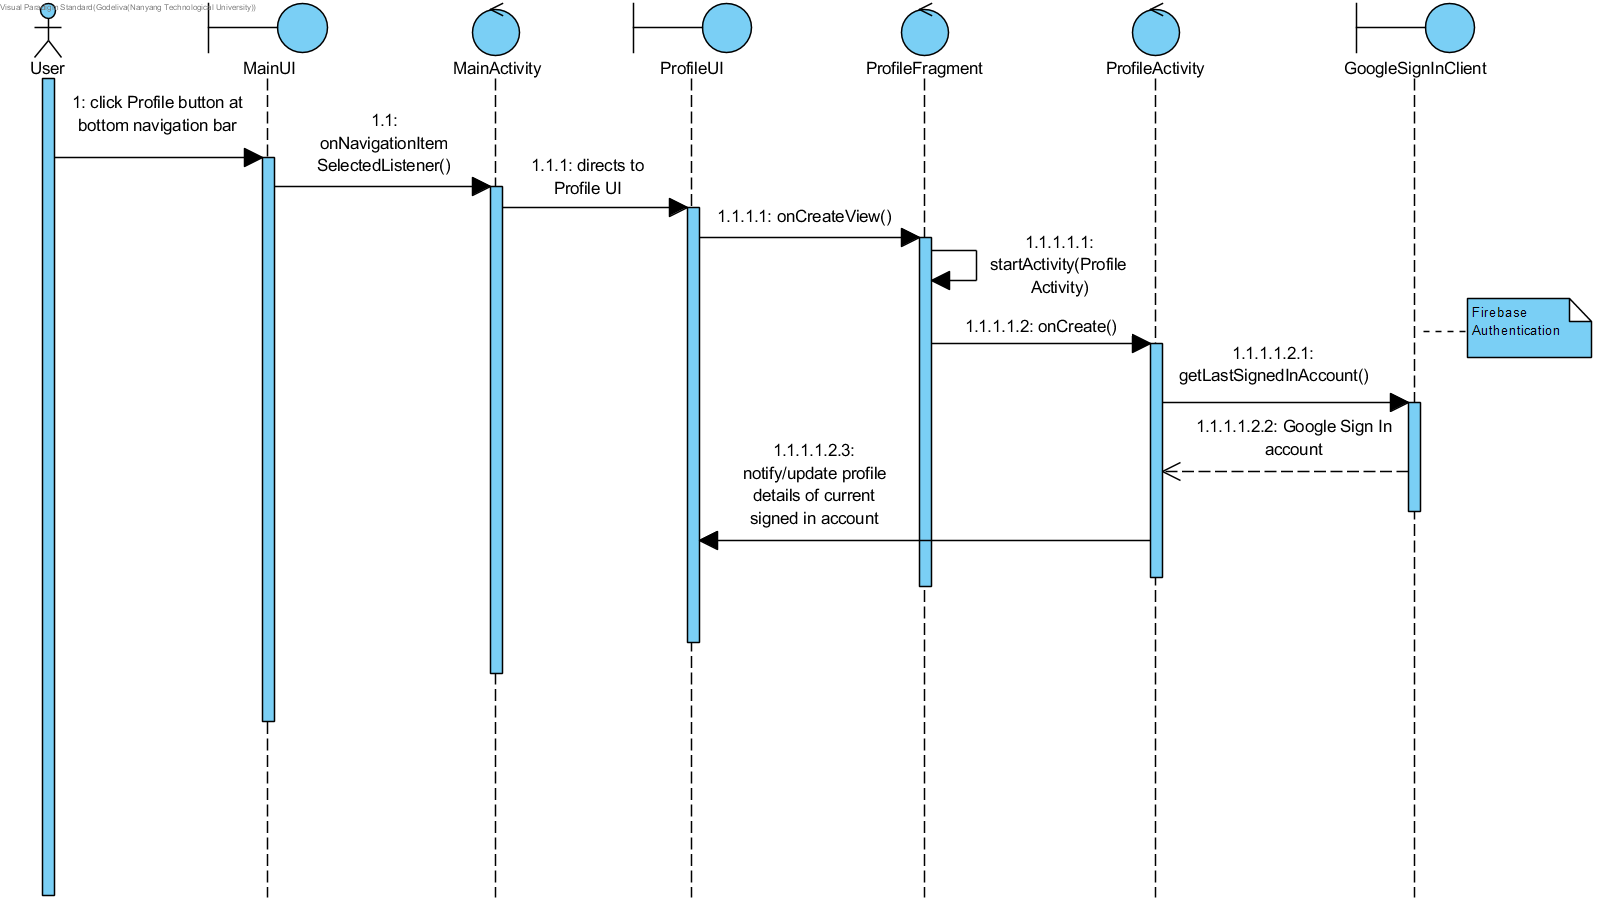 Visual Paradigm Standard(Godeliva(Nanyang Technological University))
User
MainUI
MainActivity
ProfileUI
ProfileFragment
ProfileActivity
GoogleSignInClient
1: click Profile button at
bottom navigation bar
1.1:
onNavigationItem
SelectedListener()
1.1.1: directs to
Profile UI
1.1.1.1: onCreateView()
1.1.1.1.1:
startActivity(Profile
Activity)
1.1.1.1.2: onCreate()
Firebase
Authentication
1.1.1.1.2.1:
getLastSignedInAccount()
1.1.1.1.2.2: Google Sign In
account
1.1.1.1.2.3:
notify/update profile
details of current
signed in account